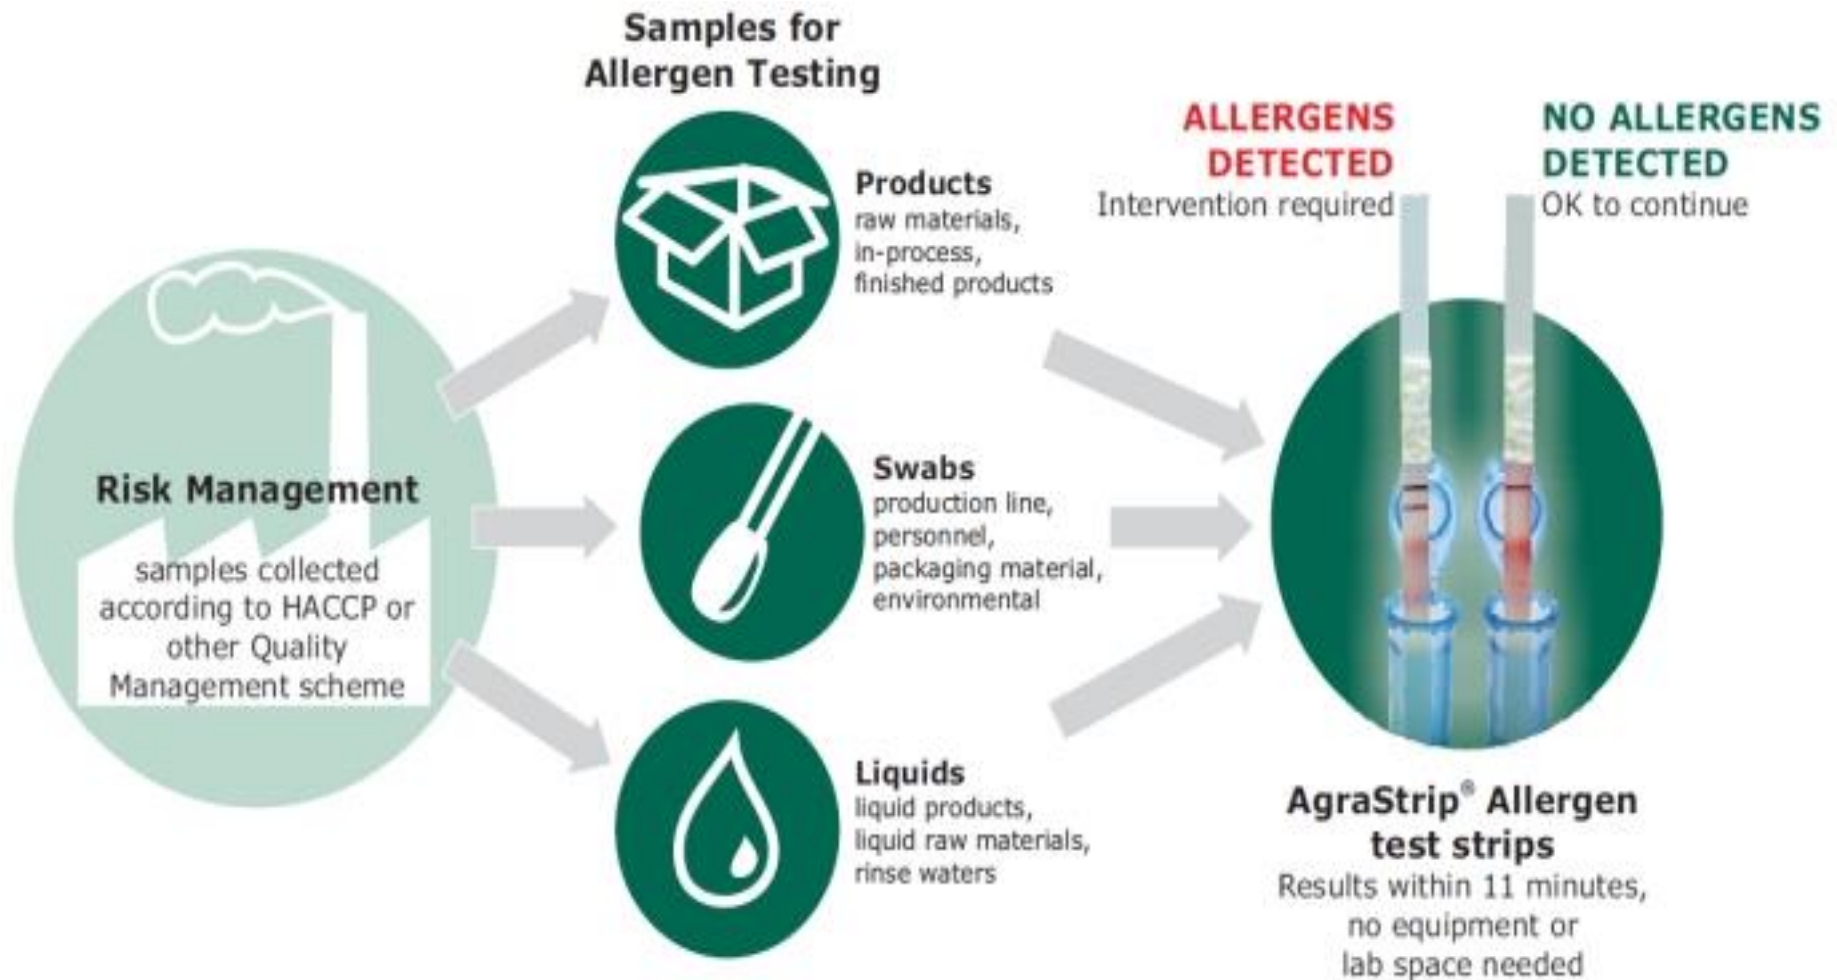 Samples for
Allergen Testing
Risk Management
samples collected
according to HACCP or
other Quality
Management scheme
Products
raw materials,
in-process,
finished products
Swabs
production line,
personnel,
packaging material,
environmental
Liquids
liquid products,
liquid raw materials,
rinse waters
ALLERGENS
DETECTED
Intervention required
NO ALLERGENS
DETECTED
OK to continue
AgraStrip® Allergen
test strips
Results within 11 minutes,
no equipment or
lab space needed